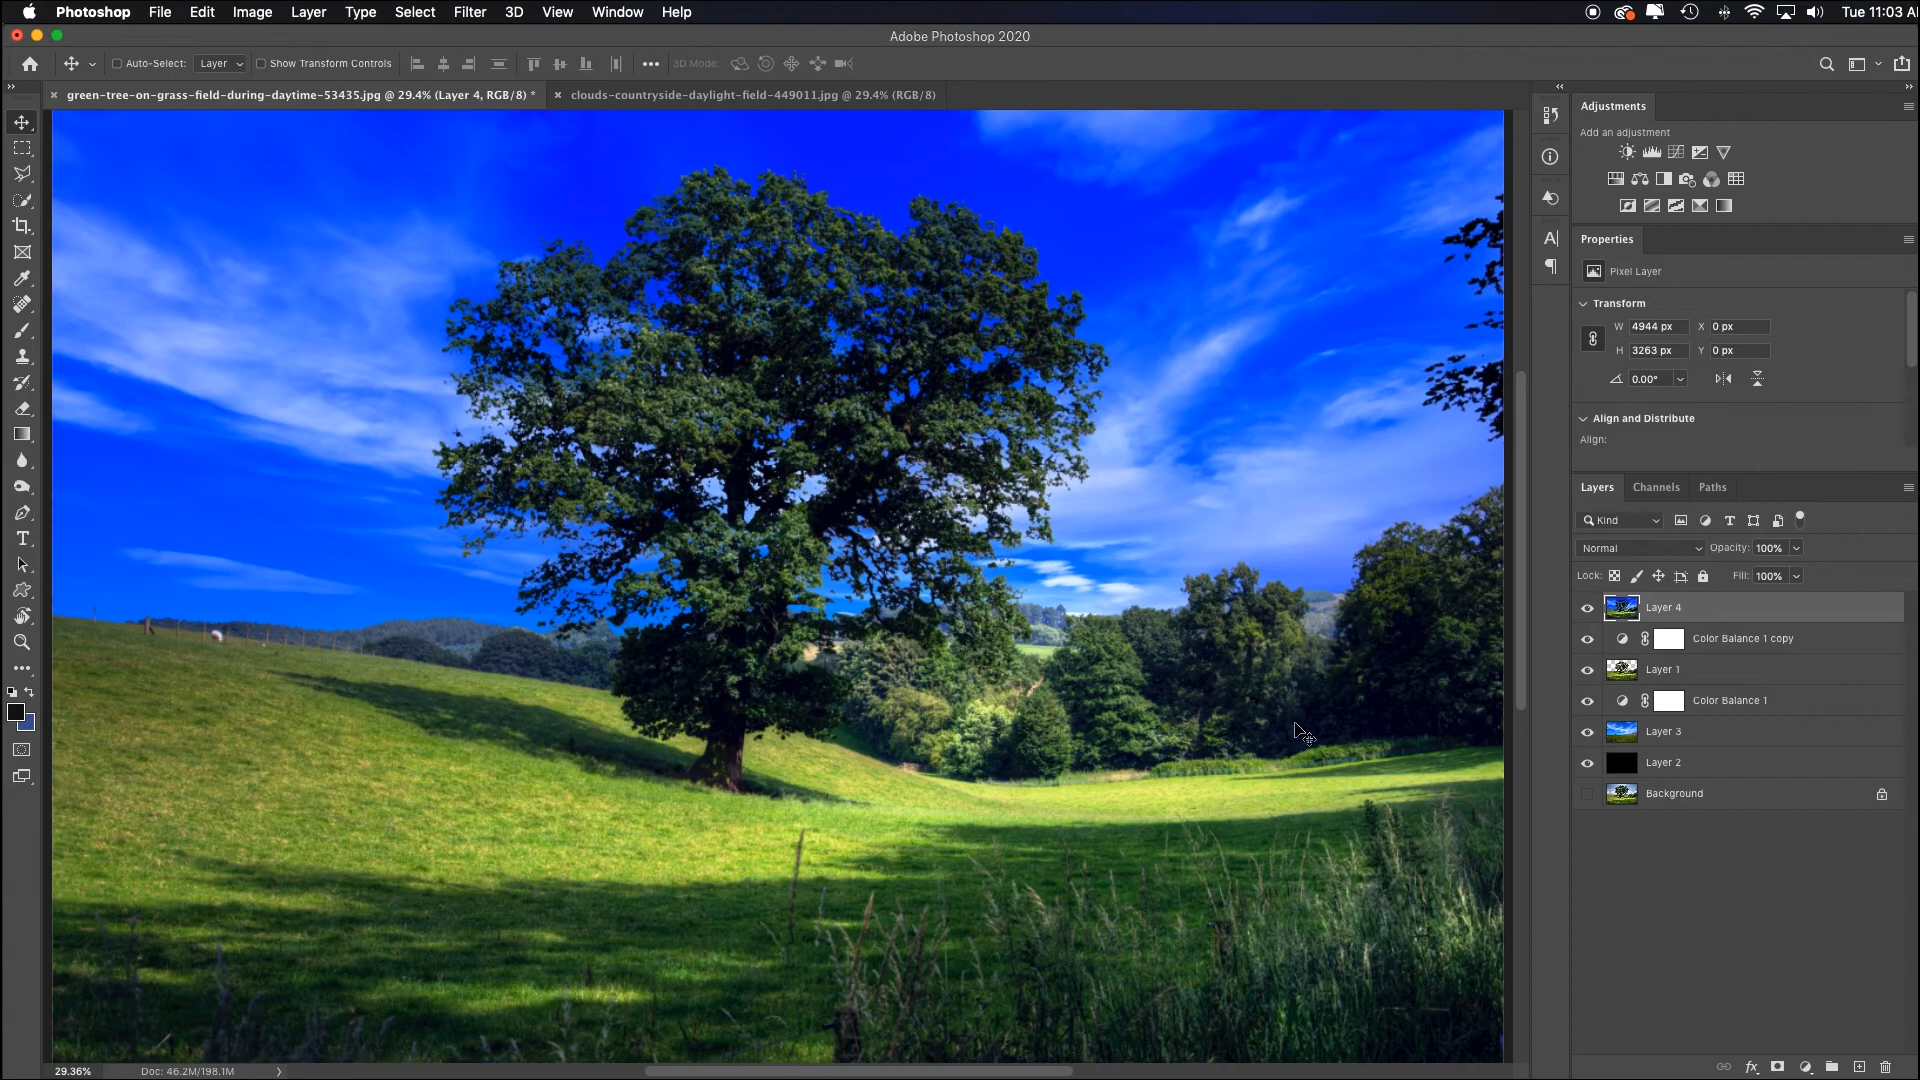 Photoshop File Edit Image Layer Type Select Filter 3D View Window Help Tue 11:03 A
Adobe Photoshop 2020
Auto-Select: Layer Show Transform Controls 3D Mode:
green-tree-on-grass-field-during-daytime-53435.jpg @ 29.4% (Layer 4, RGB/8) *
clouds-countryside-daylight-field-449011.jpg @ 29.4% (RGB/8)
Adjustments
Add an adjustment
Properties
Pixel Layer
Transform
W 4944 px X 0 px
H 3263 px Y 0 px
0.00°
Align and Distribute
Align:
Layers Channels Paths
Kind
Normal Opacity: 100%
Lock: Fill: 100%
Layer 4
Color Balance 1 copy
Layer 1
Color Balance 1
Layer 3
Layer 2
Background
29.36% Doc: 46.2M/198.1M